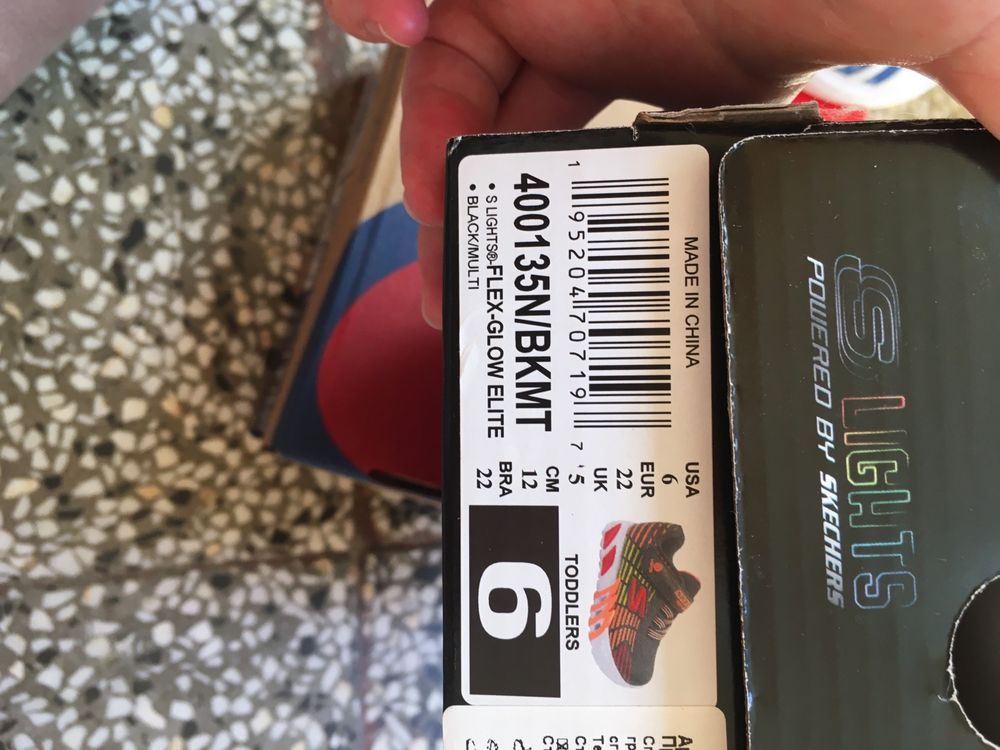 MADE IN CHINA
1 95204 70719 7
400135N/BKMT
• S LIGHTS®-FLEX-GLOW ELITE
• BLACK/MULTI
USA
6
EUR
22
UK
5
CM
12
BRA
22
TODDLERS
6
S LIGHTS
POWERED BY SKECHERS